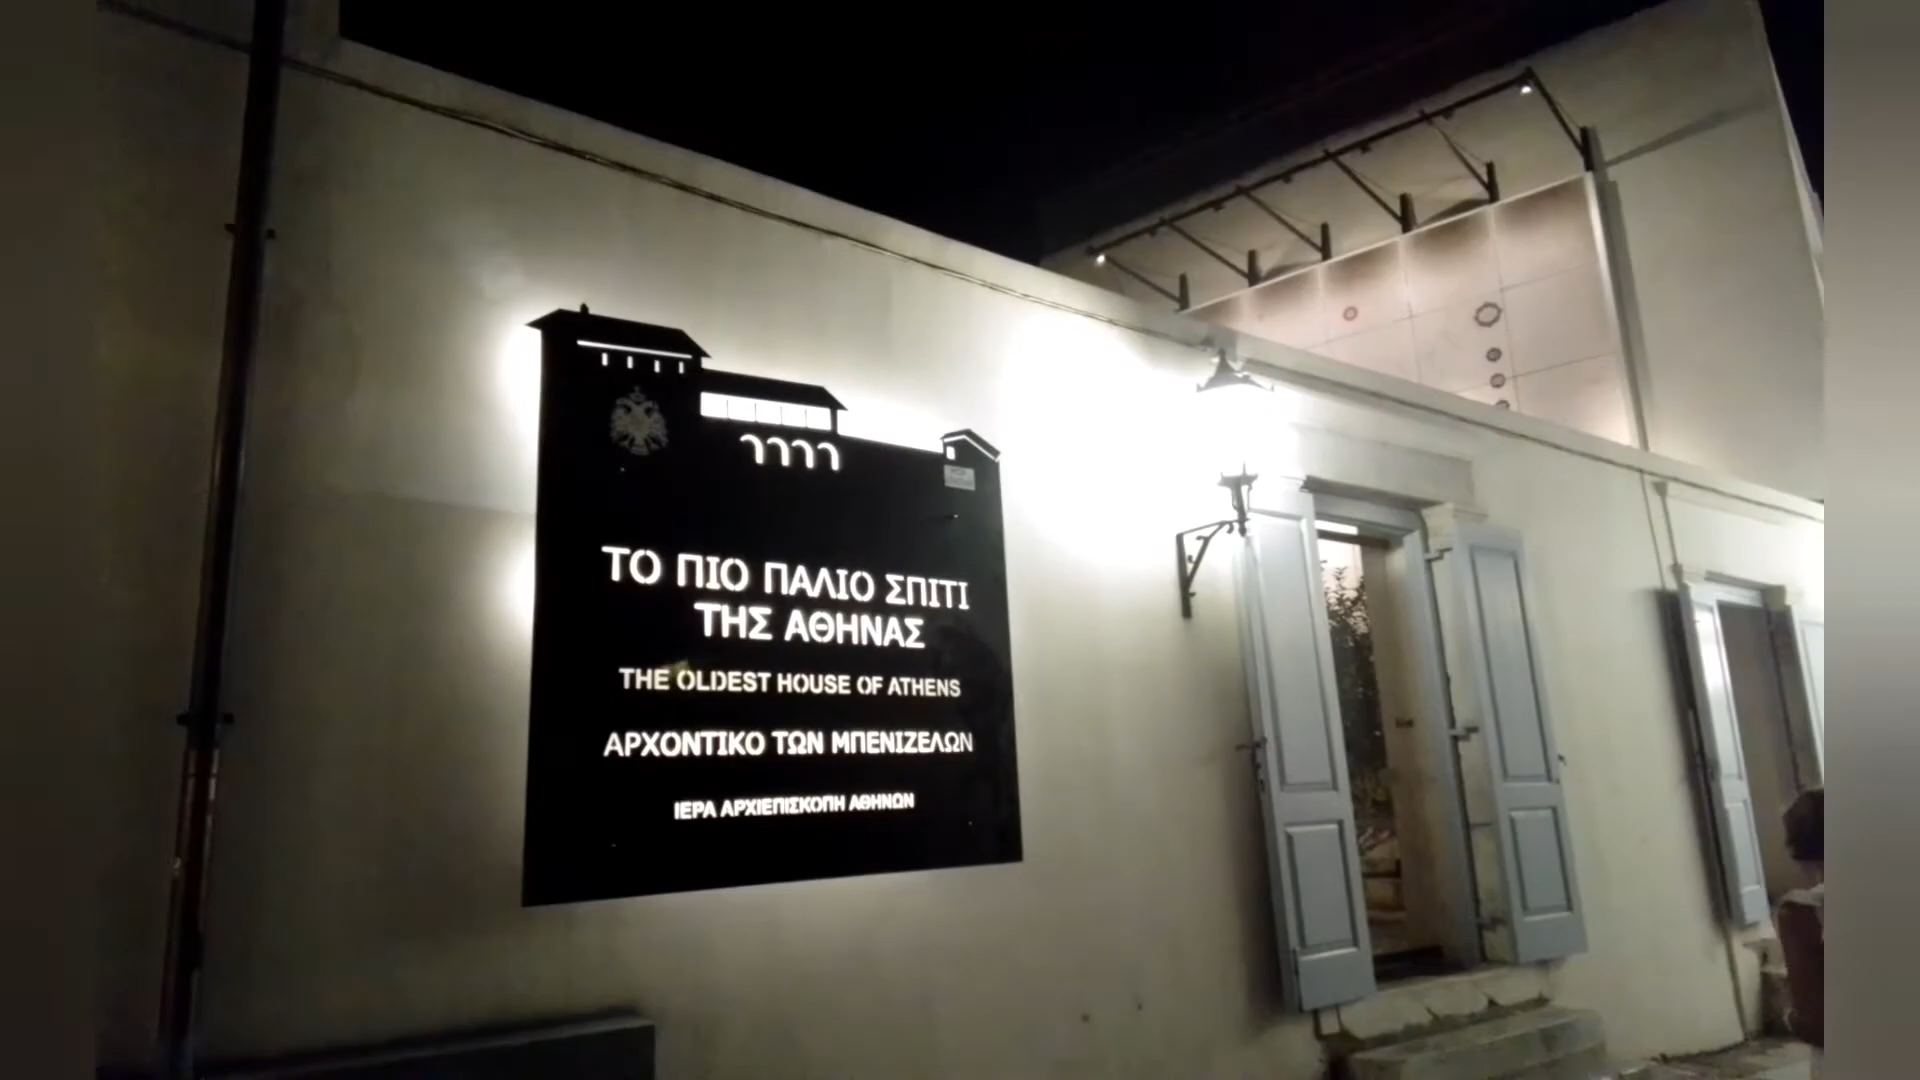 ΤΟ ΠΙΟ ΠΑΛΙΟ ΣΠΙΤΙ
ΤΗΣ ΑΘΗΝΑΣ
THE OLDEST HOUSE OF ATHENS
ΑΡΧΟΝΤΙΚΟ ΤΩΝ ΜΠΕΝΙΖΕΛΩΝ
ΙΕΡΑ ΑΡΧΙΕΠΙΣΚΟΠΗ ΑΘΗΝΩΝ